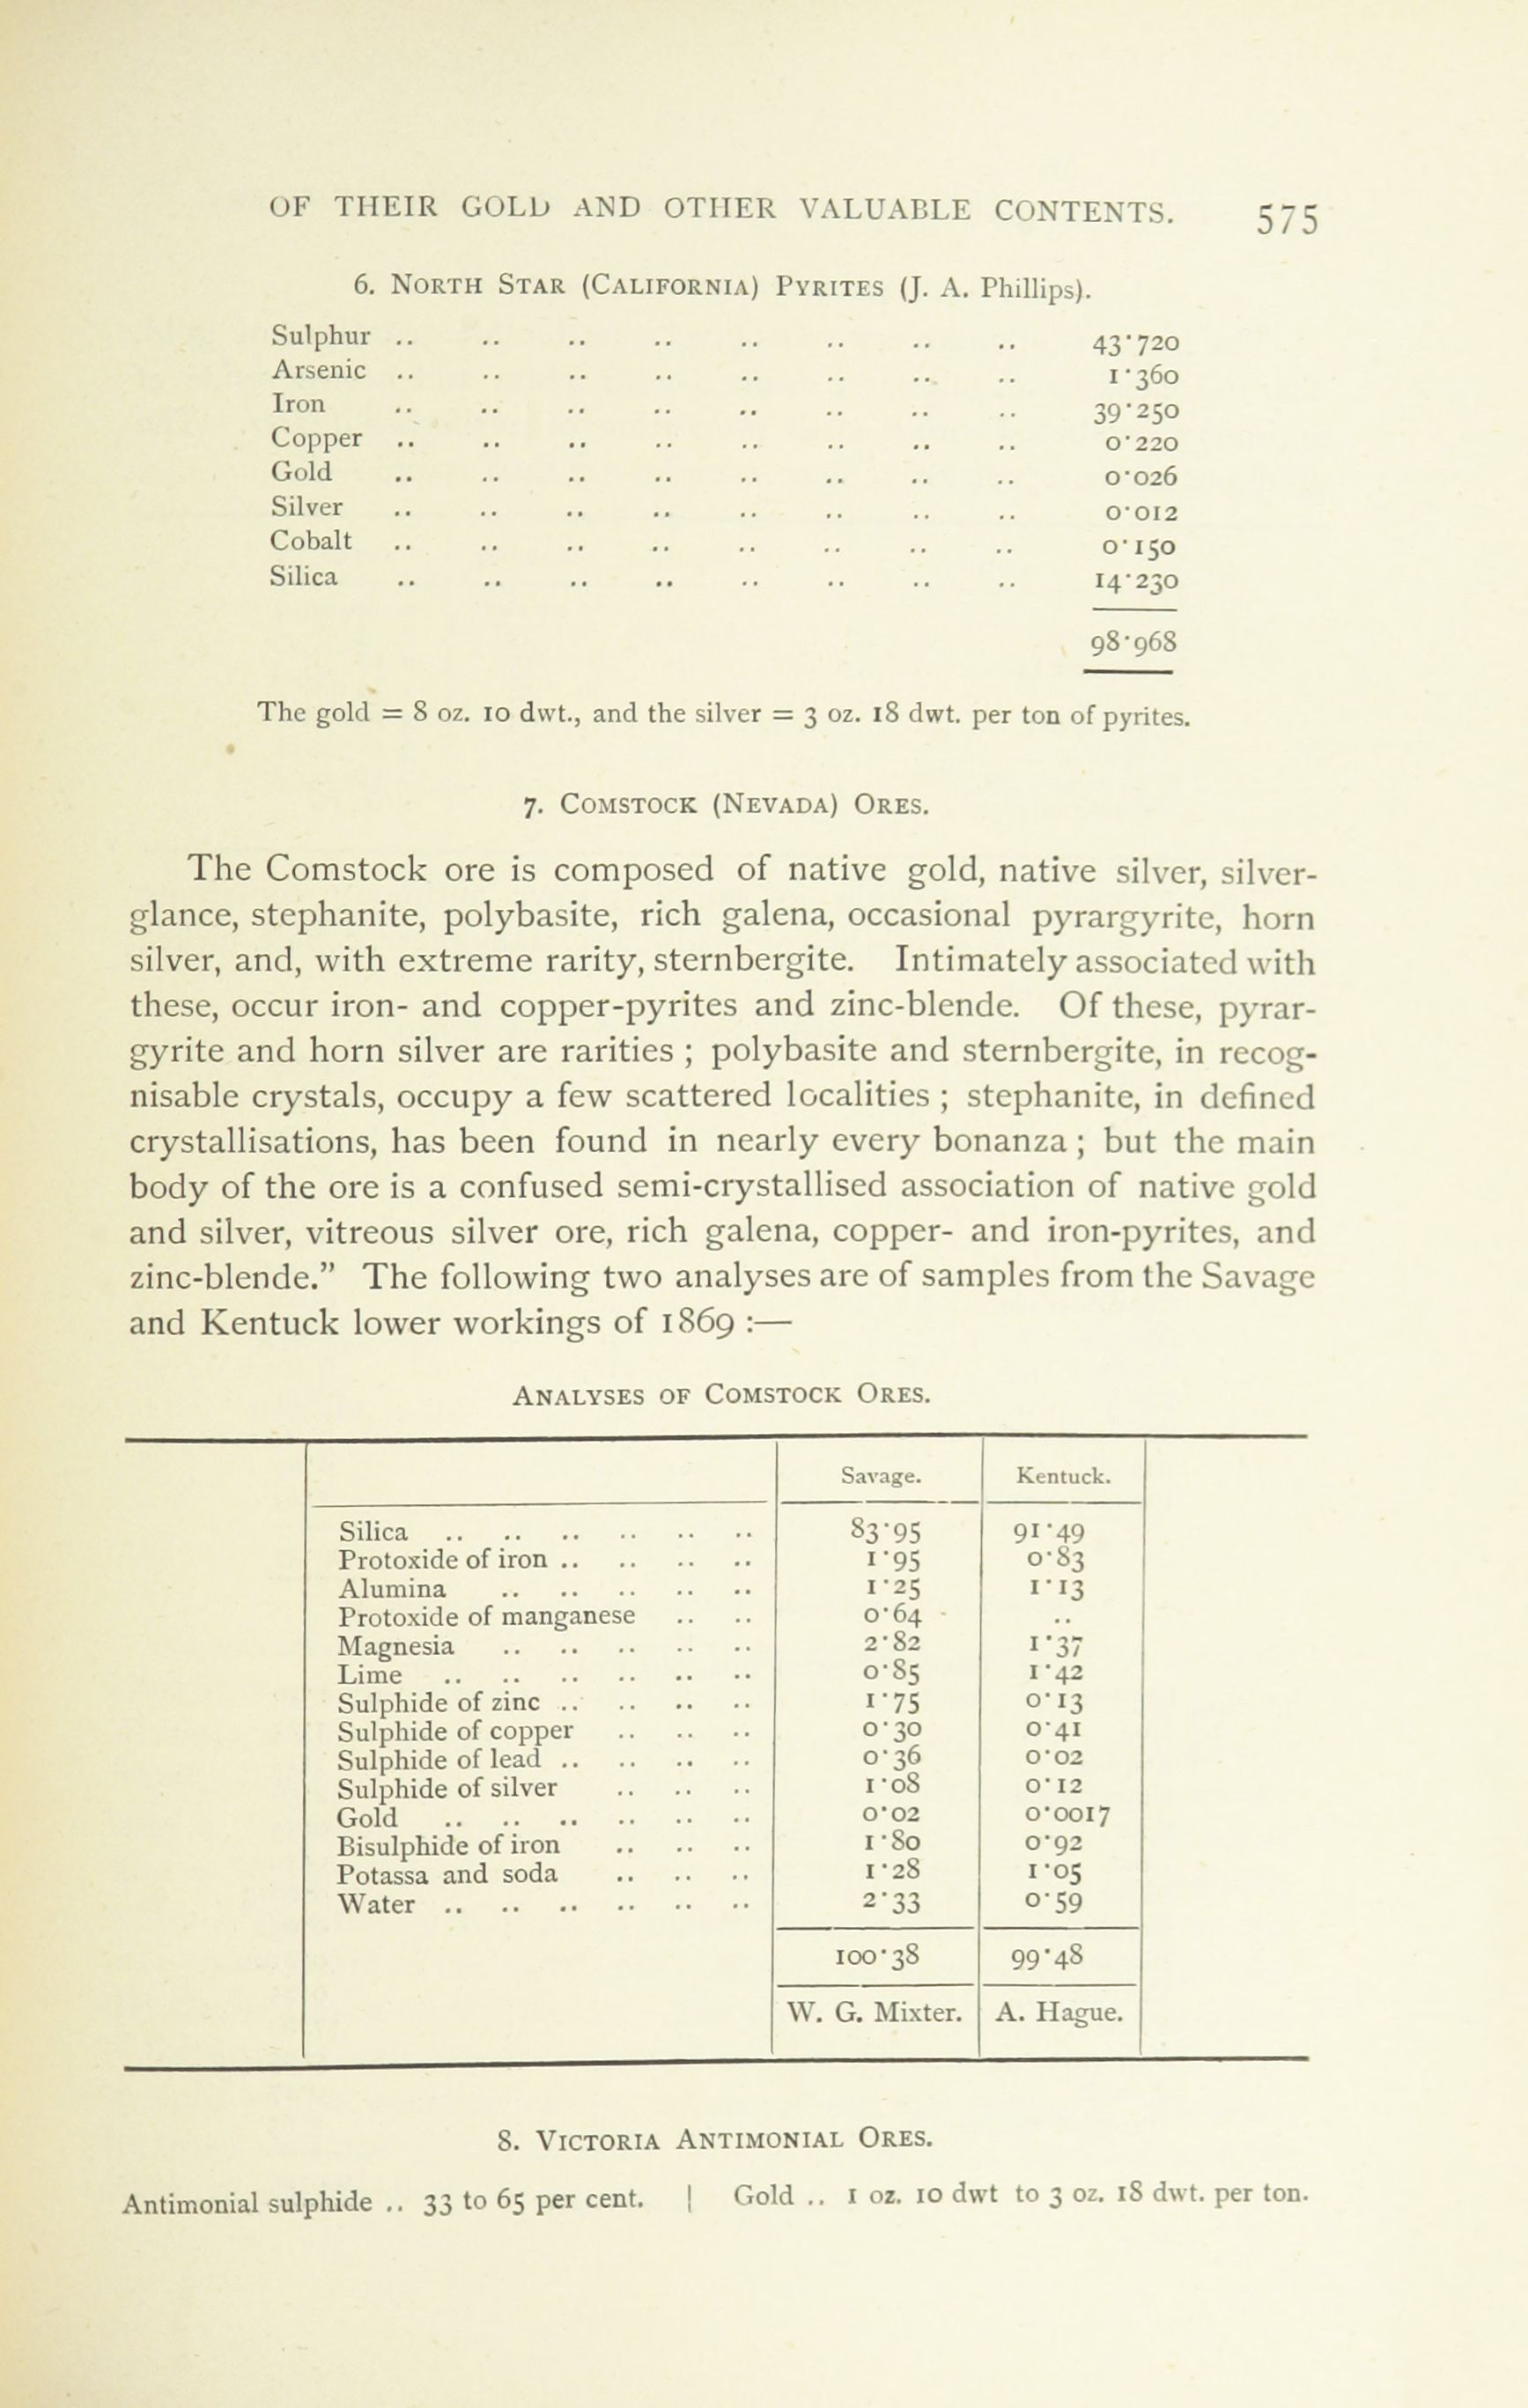 OF THEIR GOLD AND OTHER VALUABLE CONTENTS. 575
6. NORTH STAR (CALIFORNIA) PYRITES (J. A. Phillips).
Sulphur .. .. .. .. .. .. .. .. 43·720
Arsenic .. .. .. .. .. .. .. .. 1·360
Iron .. .. .. .. .. .. .. .. 39·250
Copper .. .. .. .. .. .. .. .. 0·220
Gold .. .. .. .. .. .. .. .. 0·026
Silver .. .. .. .. .. .. .. .. 0·012
Cobalt .. .. .. .. .. .. .. .. 0·150
Silica .. .. .. .. .. .. .. .. 14·230
98·968
The gold = 8 oz. 10 dwt., and the silver = 3 oz. 18 dwt. per ton of pyrites.
7. COMSTOCK (NEVADA) ORES.
The Comstock ore is composed of native gold, native silver, silver-
glance, stephanite, polybasite, rich galena, occasional pyrargyrite, horn
silver, and, with extreme rarity, sternbergite. Intimately associated with
these, occur iron- and copper-pyrites and zinc-blende. Of these, pyrar-
gyrite and horn silver are rarities ; polybasite and sternbergite, in recog-
nisable crystals, occupy a few scattered localities ; stephanite, in defined
crystallisations, has been found in nearly every bonanza ; but the main
body of the ore is a confused semi-crystallised association of native gold
and silver, vitreous silver ore, rich galena, copper- and iron-pyrites, and
zinc-blende.” The following two analyses are of samples from the Savage
and Kentuck lower workings of 1869 :—
ANALYSES OF COMSTOCK ORES.
Savage. Kentuck.
Silica .. .. .. .. .. .. 83·95 91·49
Protoxide of iron .. .. .. .. 1·95 0·83
Alumina .. .. .. .. .. 1·25 1·13
Protoxide of manganese .. .. 0·64 ..
Magnesia .. .. .. .. .. 2·82 1·37
Lime .. .. .. .. .. .. 0·85 1·42
Sulphide of zinc .. .. .. .. 1·75 0·13
Sulphide of copper .. .. .. 0·30 0·41
Sulphide of lead .. .. .. .. 0·36 0·02
Sulphide of silver .. .. .. 1·08 0·12
Gold .. .. .. .. .. .. 0·02 0·0017
Bisulphide of iron .. .. .. 1·80 0·92
Potassa and soda .. .. .. 1·28 1·05
Water .. .. .. .. .. .. 2·33 0·59
100·38 99·48
W. G. Mixter. A. Hague.
8. VICTORIA ANTIMONIAL ORES.
Antimonial sulphide .. 33 to 65 per cent. | Gold .. 1 oz. 10 dwt to 3 oz. 18 dwt. per ton.